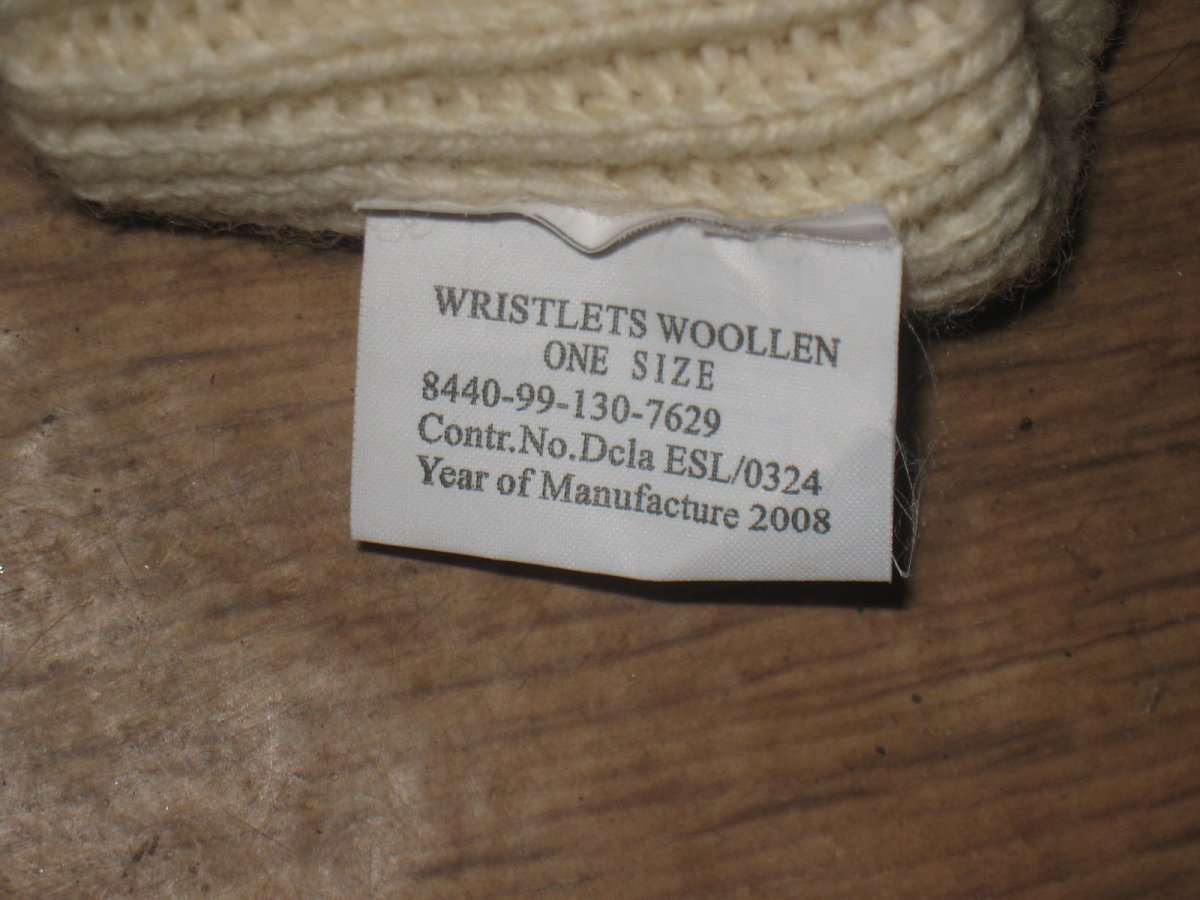 WRISTLETS WOOLLEN
ONE SIZE
8440-99-130-7629
Contr.No.Dcla ESL/0324
Year of Manufacture 2008